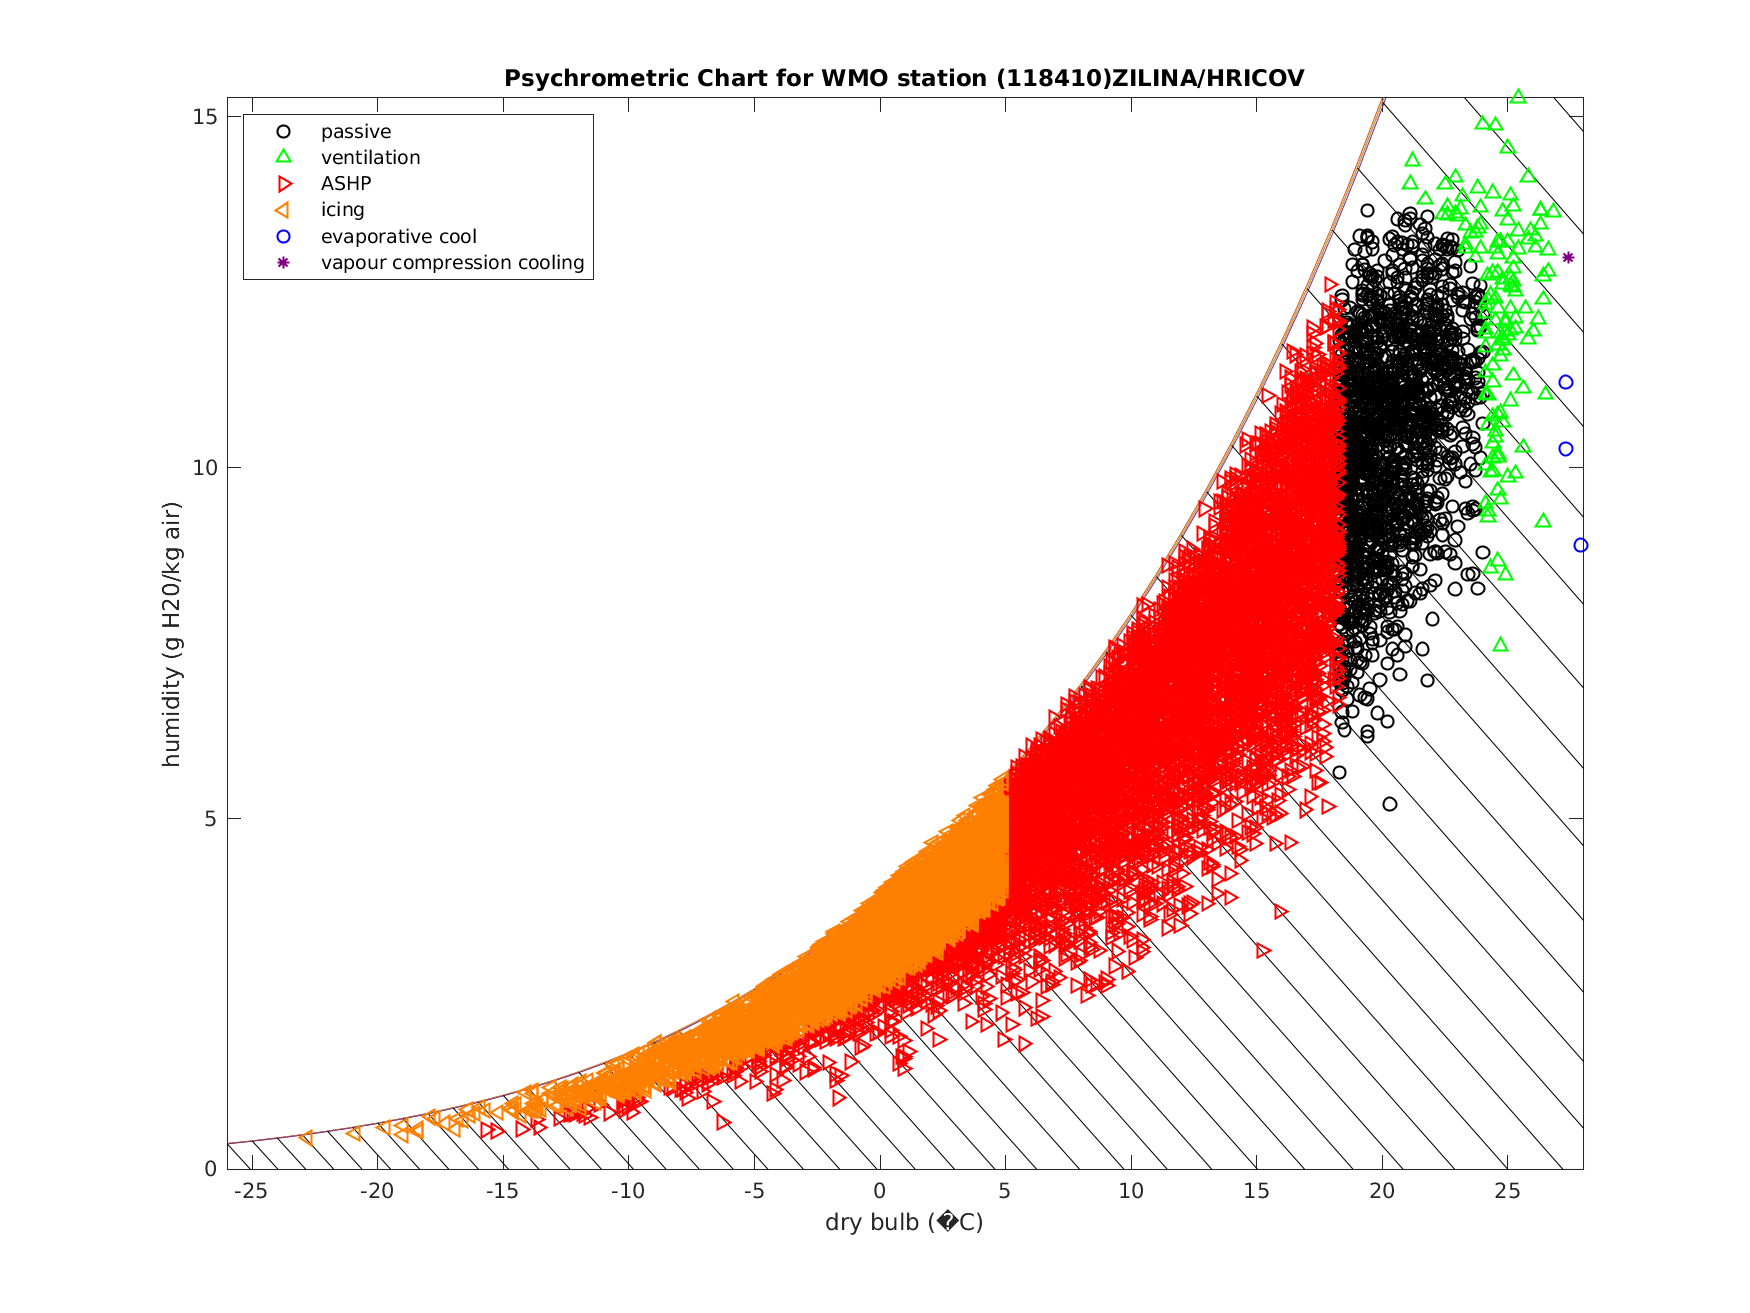 Psychrometric Chart for WMO station (118410)ZILINA/HRICOV
passive
ventilation
ASHP
icing
evaporative cool
vapour compression cooling
15
10
5
0
humidity (g H20/kg air)
-25 -20 -15 -10 -5 0 5 10 15 20 25
dry bulb (�C)